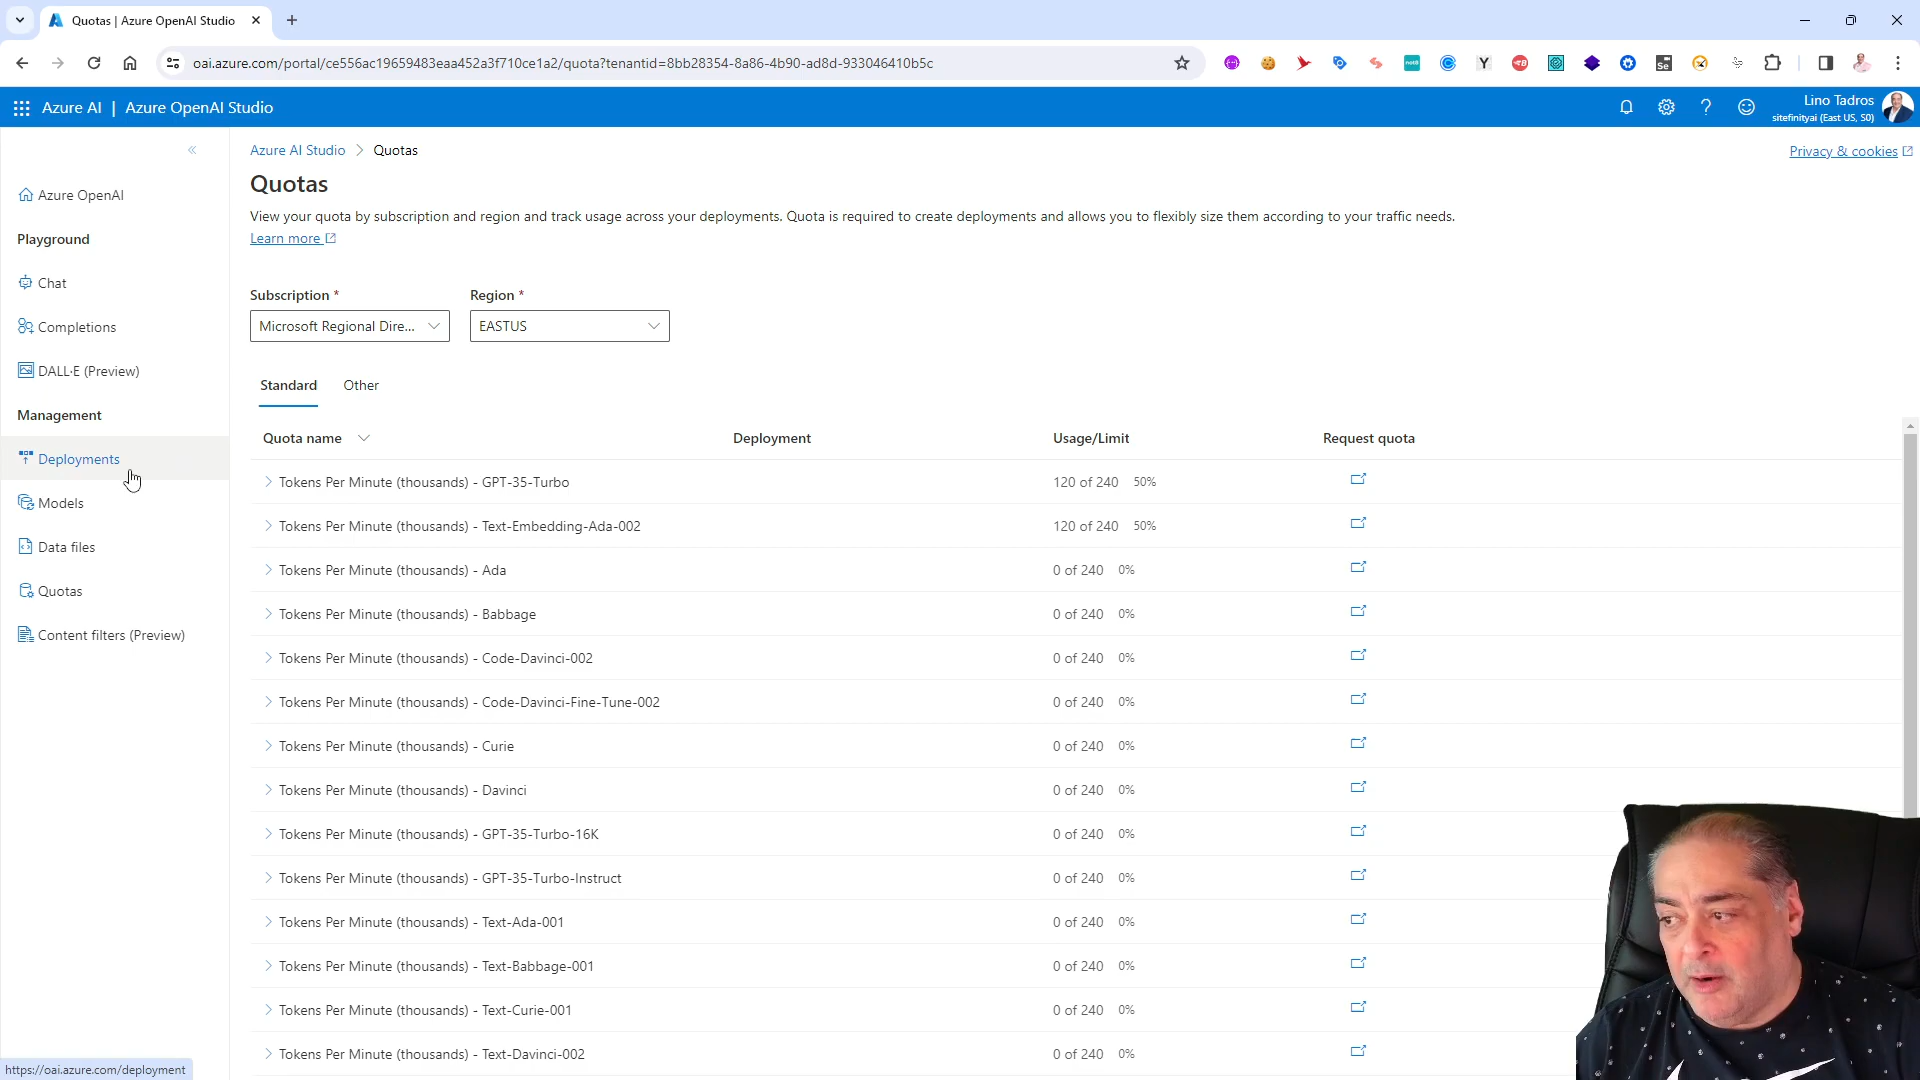 Quotas | Azure OpenAI Studio
oai.azure.com/portal/ce556ac19659483eaa452a3f710ce1a2/quota?tenantid=8bb28354-8a86-4b90-ad8d-933046410b5c
Azure AI | Azure OpenAI Studio
Lino Tadros
sitefinityai (East US, S0)
Azure AI Studio > Quotas
Privacy & cookies
Quotas
View your quota by subscription and region and track usage across your deployments. Quota is required to create deployments and allows you to flexibly size them according to your traffic needs.
Learn more
Azure OpenAI
Playground
Chat
Completions
DALL·E (Preview)
Management
Deployments
Models
Data files
Quotas
Content filters (Preview)
Subscription * Region *
Microsoft Regional Dire... EASTUS
Standard Other
Quota name Deployment Usage/Limit Request quota
Tokens Per Minute (thousands) - GPT-35-Turbo 120 of 240 50%
Tokens Per Minute (thousands) - Text-Embedding-Ada-002 120 of 240 50%
Tokens Per Minute (thousands) - Ada 0 of 240 0%
Tokens Per Minute (thousands) - Babbage 0 of 240 0%
Tokens Per Minute (thousands) - Code-Davinci-002 0 of 240 0%
Tokens Per Minute (thousands) - Code-Davinci-Fine-Tune-002 0 of 240 0%
Tokens Per Minute (thousands) - Curie 0 of 240 0%
Tokens Per Minute (thousands) - Davinci 0 of 240 0%
Tokens Per Minute (thousands) - GPT-35-Turbo-16K 0 of 240 0%
Tokens Per Minute (thousands) - GPT-35-Turbo-Instruct 0 of 240 0%
Tokens Per Minute (thousands) - Text-Ada-001 0 of 240 0%
Tokens Per Minute (thousands) - Text-Babbage-001 0 of 240 0%
Tokens Per Minute (thousands) - Text-Curie-001 0 of 240 0%
Tokens Per Minute (thousands) - Text-Davinci-002 0 of 240 0%
https://oai.azure.com/deployment